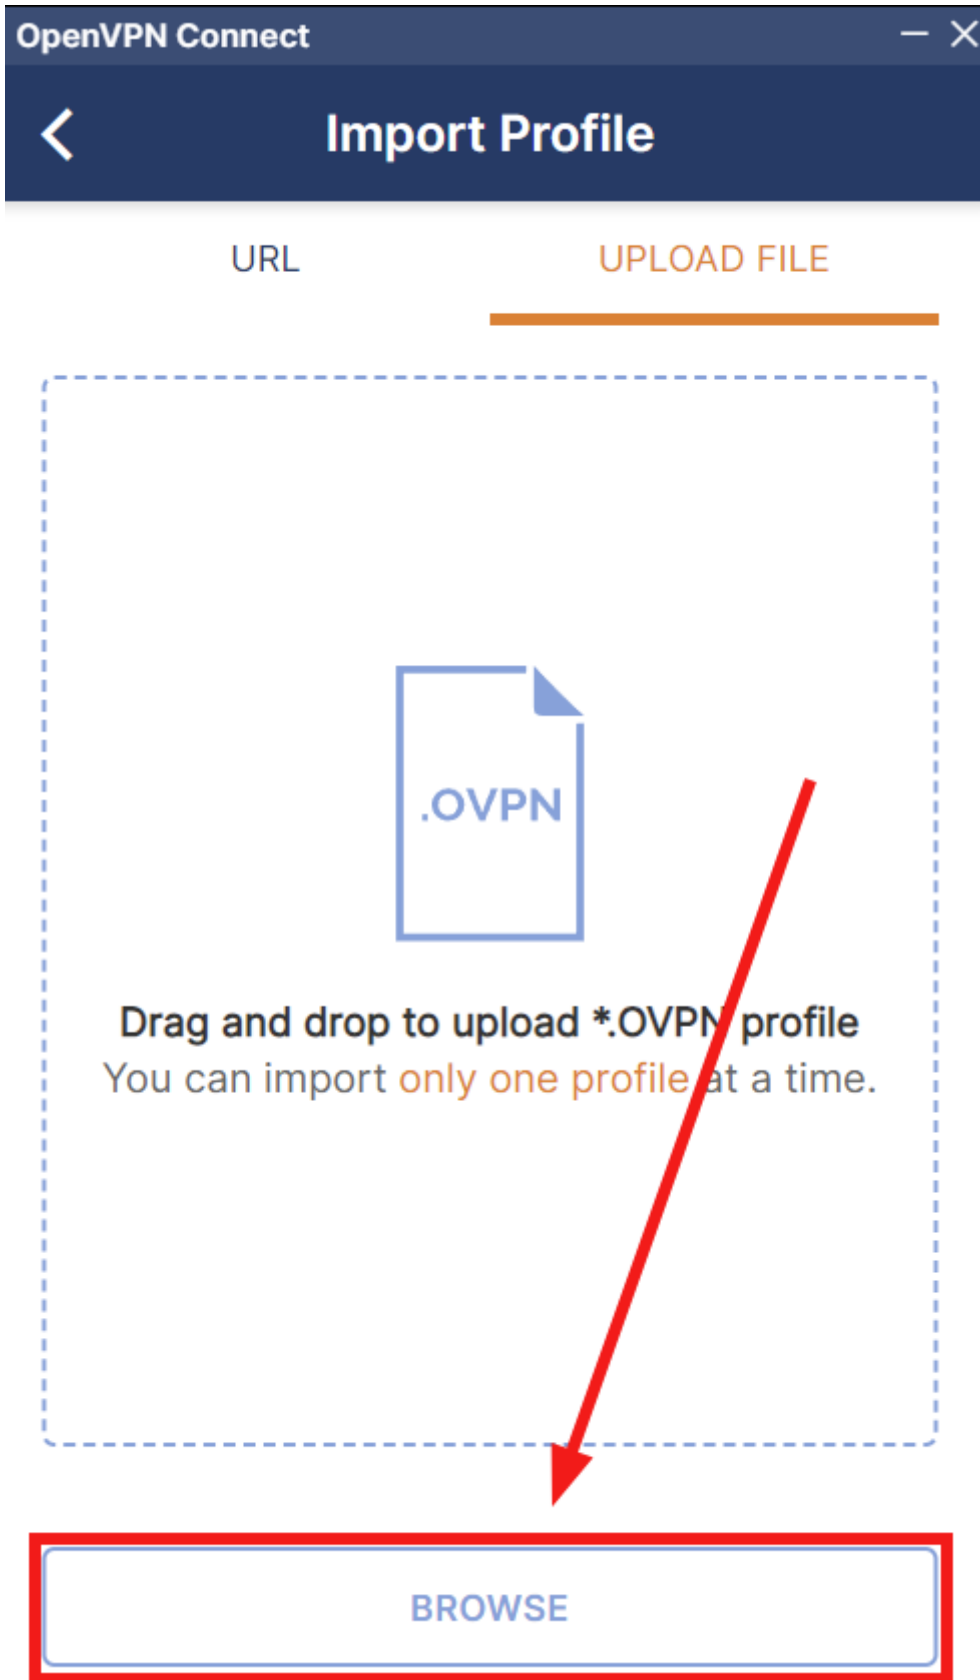 OpenVPN Connect
Import Profile
URL
UPLOAD FILE
.OVPN
Drag and drop to upload *.OVPN profile
You can import only one profile at a time.
BROWSE